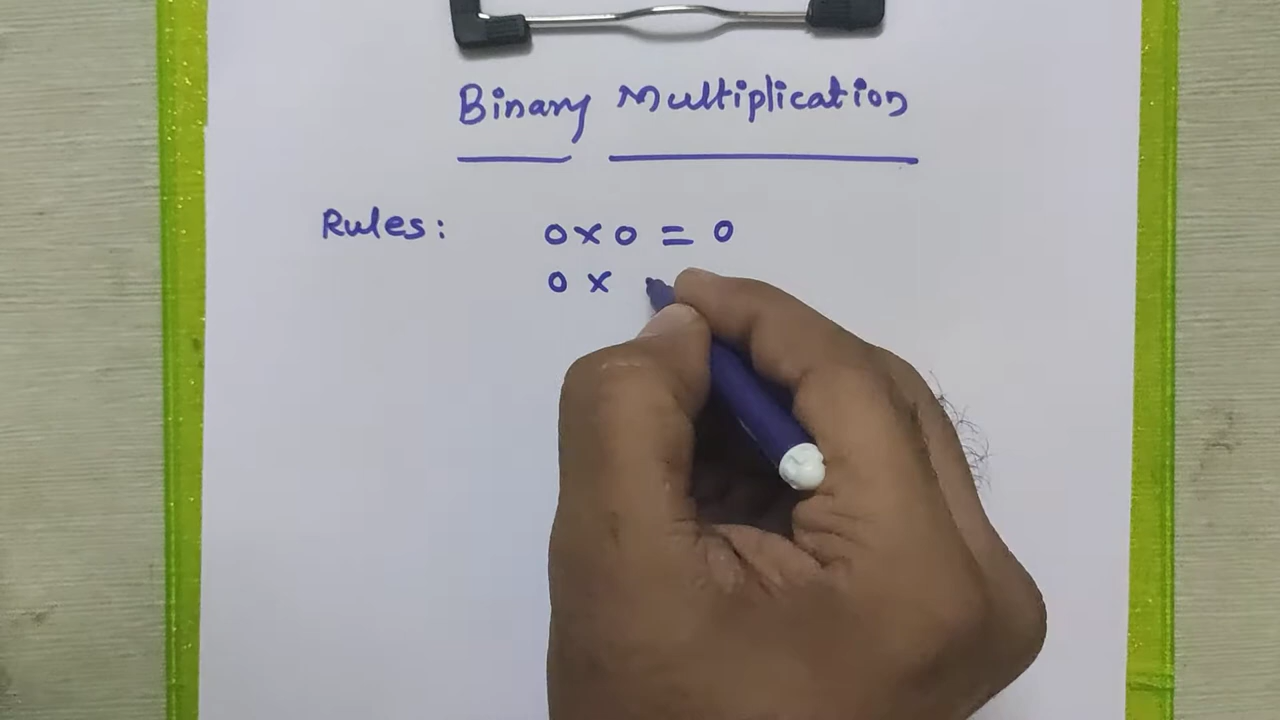 Binary Multiplication
Rules: 0 × 0 = 0
0 ×